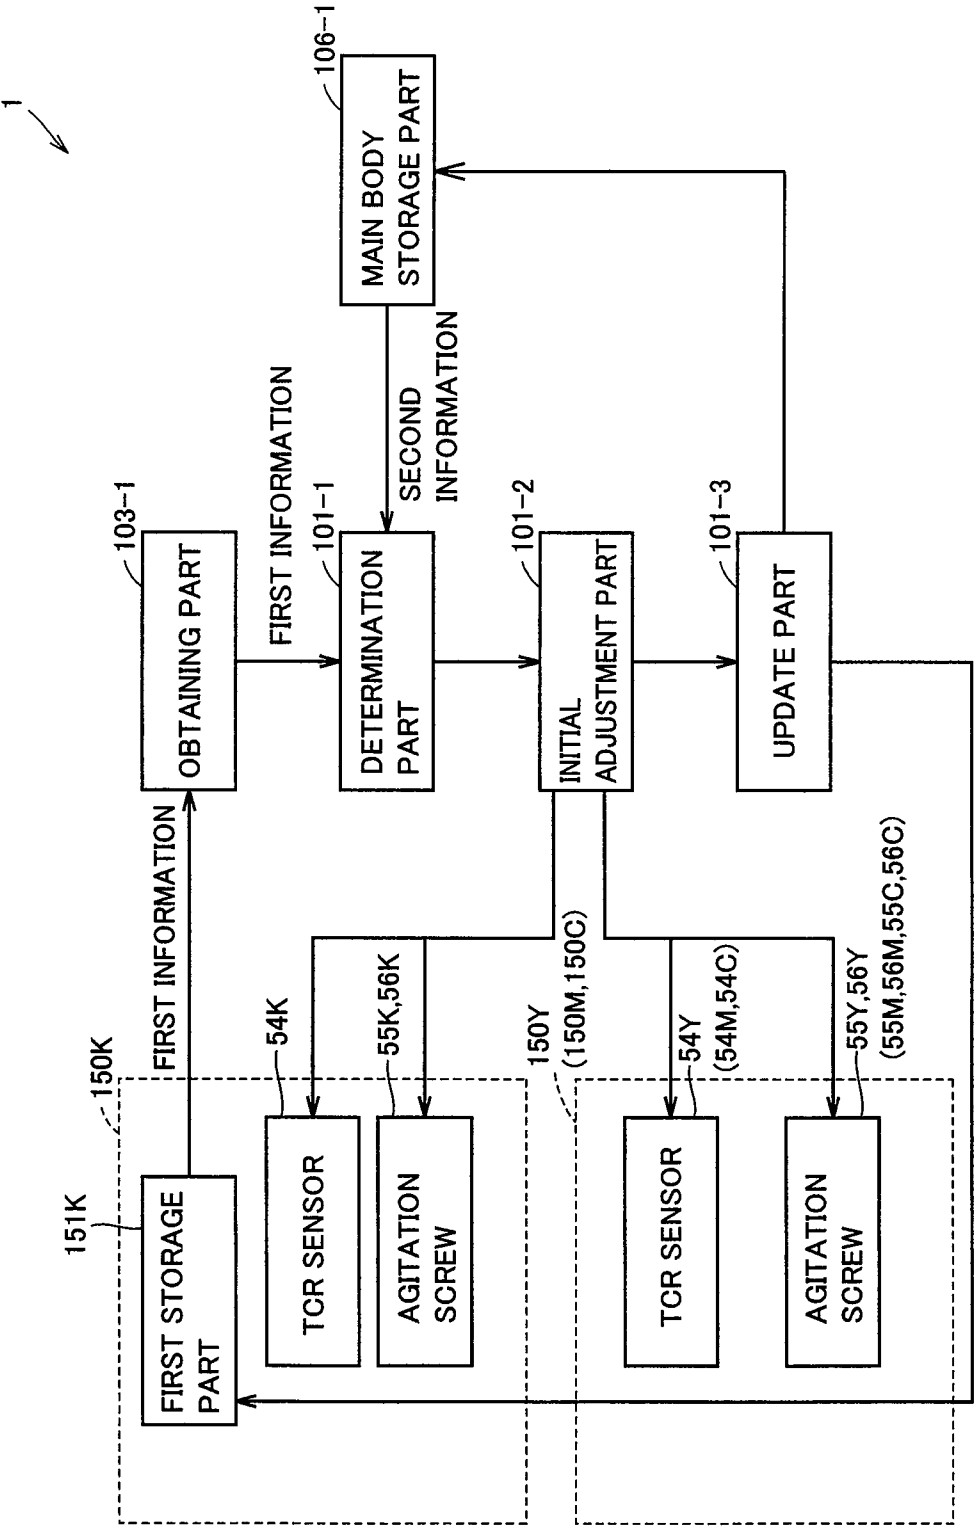 1
151K
FIRST STORAGE
PART
150K
FIRST INFORMATION
103-1
OBTAINING PART
FIRST INFORMATION
54K
TCR SENSOR
55K,56K
AGITATION
SCREW
101-1
DETERMINATION
PART
SECOND
INFORMATION
106-1
MAIN BODY
STORAGE PART
101-2
INITIAL
ADJUSTMENT PART
150Y
(150M,150C)
54Y
(54M,54C)
TCR SENSOR
55Y,56Y
(55M,56M,55C,56C)
AGITATION
SCREW
101-3
UPDATE PART